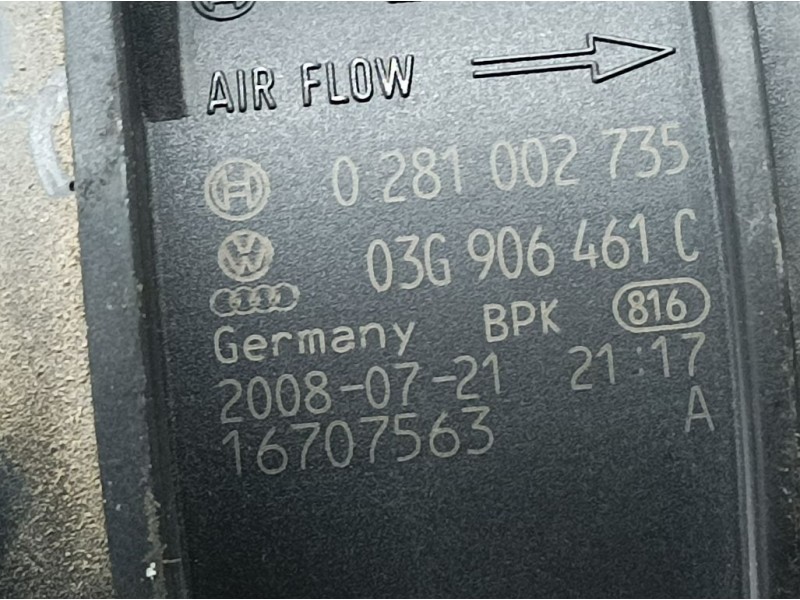 AIR FLOW
0 281 002 735
03G 906 461 C
Germany BPK 816
2008-07-21 21:17
16707563 A